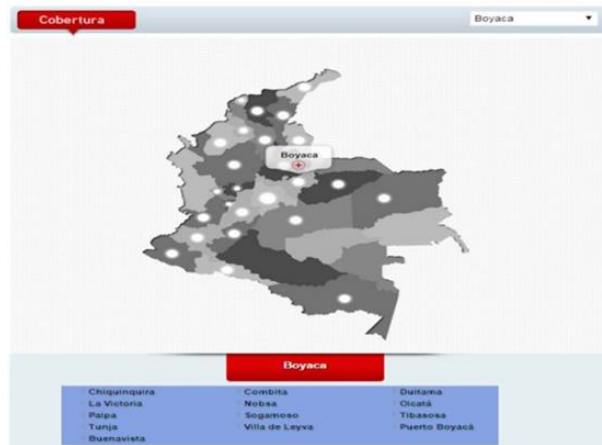 Cobertura
Boyaca
Boyaca
Boyaca
Chiquinquira Combita Duitama
La Victoria Nobsa Oicatá
Paipa Sogamoso Tibasosa
Tunja Villa de Leyva Puerto Boyacá
Buenavista